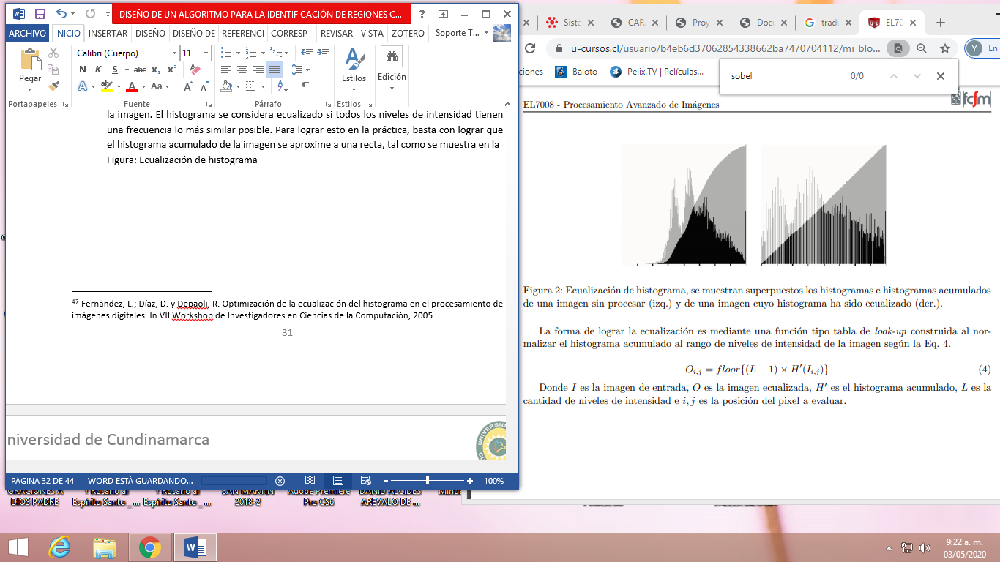 DISEÑO DE UN ALGORITMO PARA LA IDENTIFICACIÓN DE REGIONES C...
ARCHIVO INICIO INSERTAR DISEÑO DISEÑO DE REFERENCI CORRESP REVISAR VISTA ZOTERO Soporte T...
Calibri (Cuerpo) 11
Pegar
N K S abc x₂ x²
A A Aa A A
Estilos
Edición
Portapapeles Fuente Párrafo Estilos
la imagen. El histograma se considera ecualizado si todos los niveles de intensidad tienen
una frecuencia lo más similar posible. Para lograr esto en la práctica, basta con lograr que
el histograma acumulado de la imagen se aproxime a una recta, tal como se muestra en la
Figura: Ecualización de histograma
47 Fernández, L.; Díaz, D. y Depaoli, R. Optimización de la ecualización del histograma en el procesamiento de
imágenes digitales. In VII Workshop de Investigadores en Ciencias de la Computación, 2005.
31
niversidad de Cundinamarca
PÁGINA 32 DE 44 WORD ESTÁ GUARDANDO... 100%
Siste CAR Proy Docu tradu EL70
u-cursos.cl/usuario/b4eb6d37062854338662ba7470704112/mi_blo...
Y En
ciones Baloto Pelix.TV | Películas...
sobel 0/0
EL7008 - Procesamiento Avanzado de Imágenes
fcfm
Figura 2: Ecualización de histograma, se muestran superpuestos los histogramas e histogramas acumulados
de una imagen sin procesar (izq.) y de una imagen cuyo histograma ha sido ecualizado (der.).
La forma de lograr la ecualización es mediante una función tipo tabla de look-up construida al nor-
malizar el histograma acumulado al rango de niveles de intensidad de la imagen según la Eq. 4.
O_{i,j} = floor{(L − 1) × H′(I_{i,j})} (4)
Donde I es la imagen de entrada, O es la imagen ecualizada, H′ es el histograma acumulado, L es la
cantidad de niveles de intensidad e i, j es la posición del pixel a evaluar.
ORACIONES A DIOS PADRE
Rosario al Espíritu Santo _ ...
Rosario al Espíritu Santo _ ...
SAN MARTIN 2018-2
Adobe Premiere Pro CS6
DANID ALCIDES AREVALO DE ...
9:22 a. m.
03/05/2020